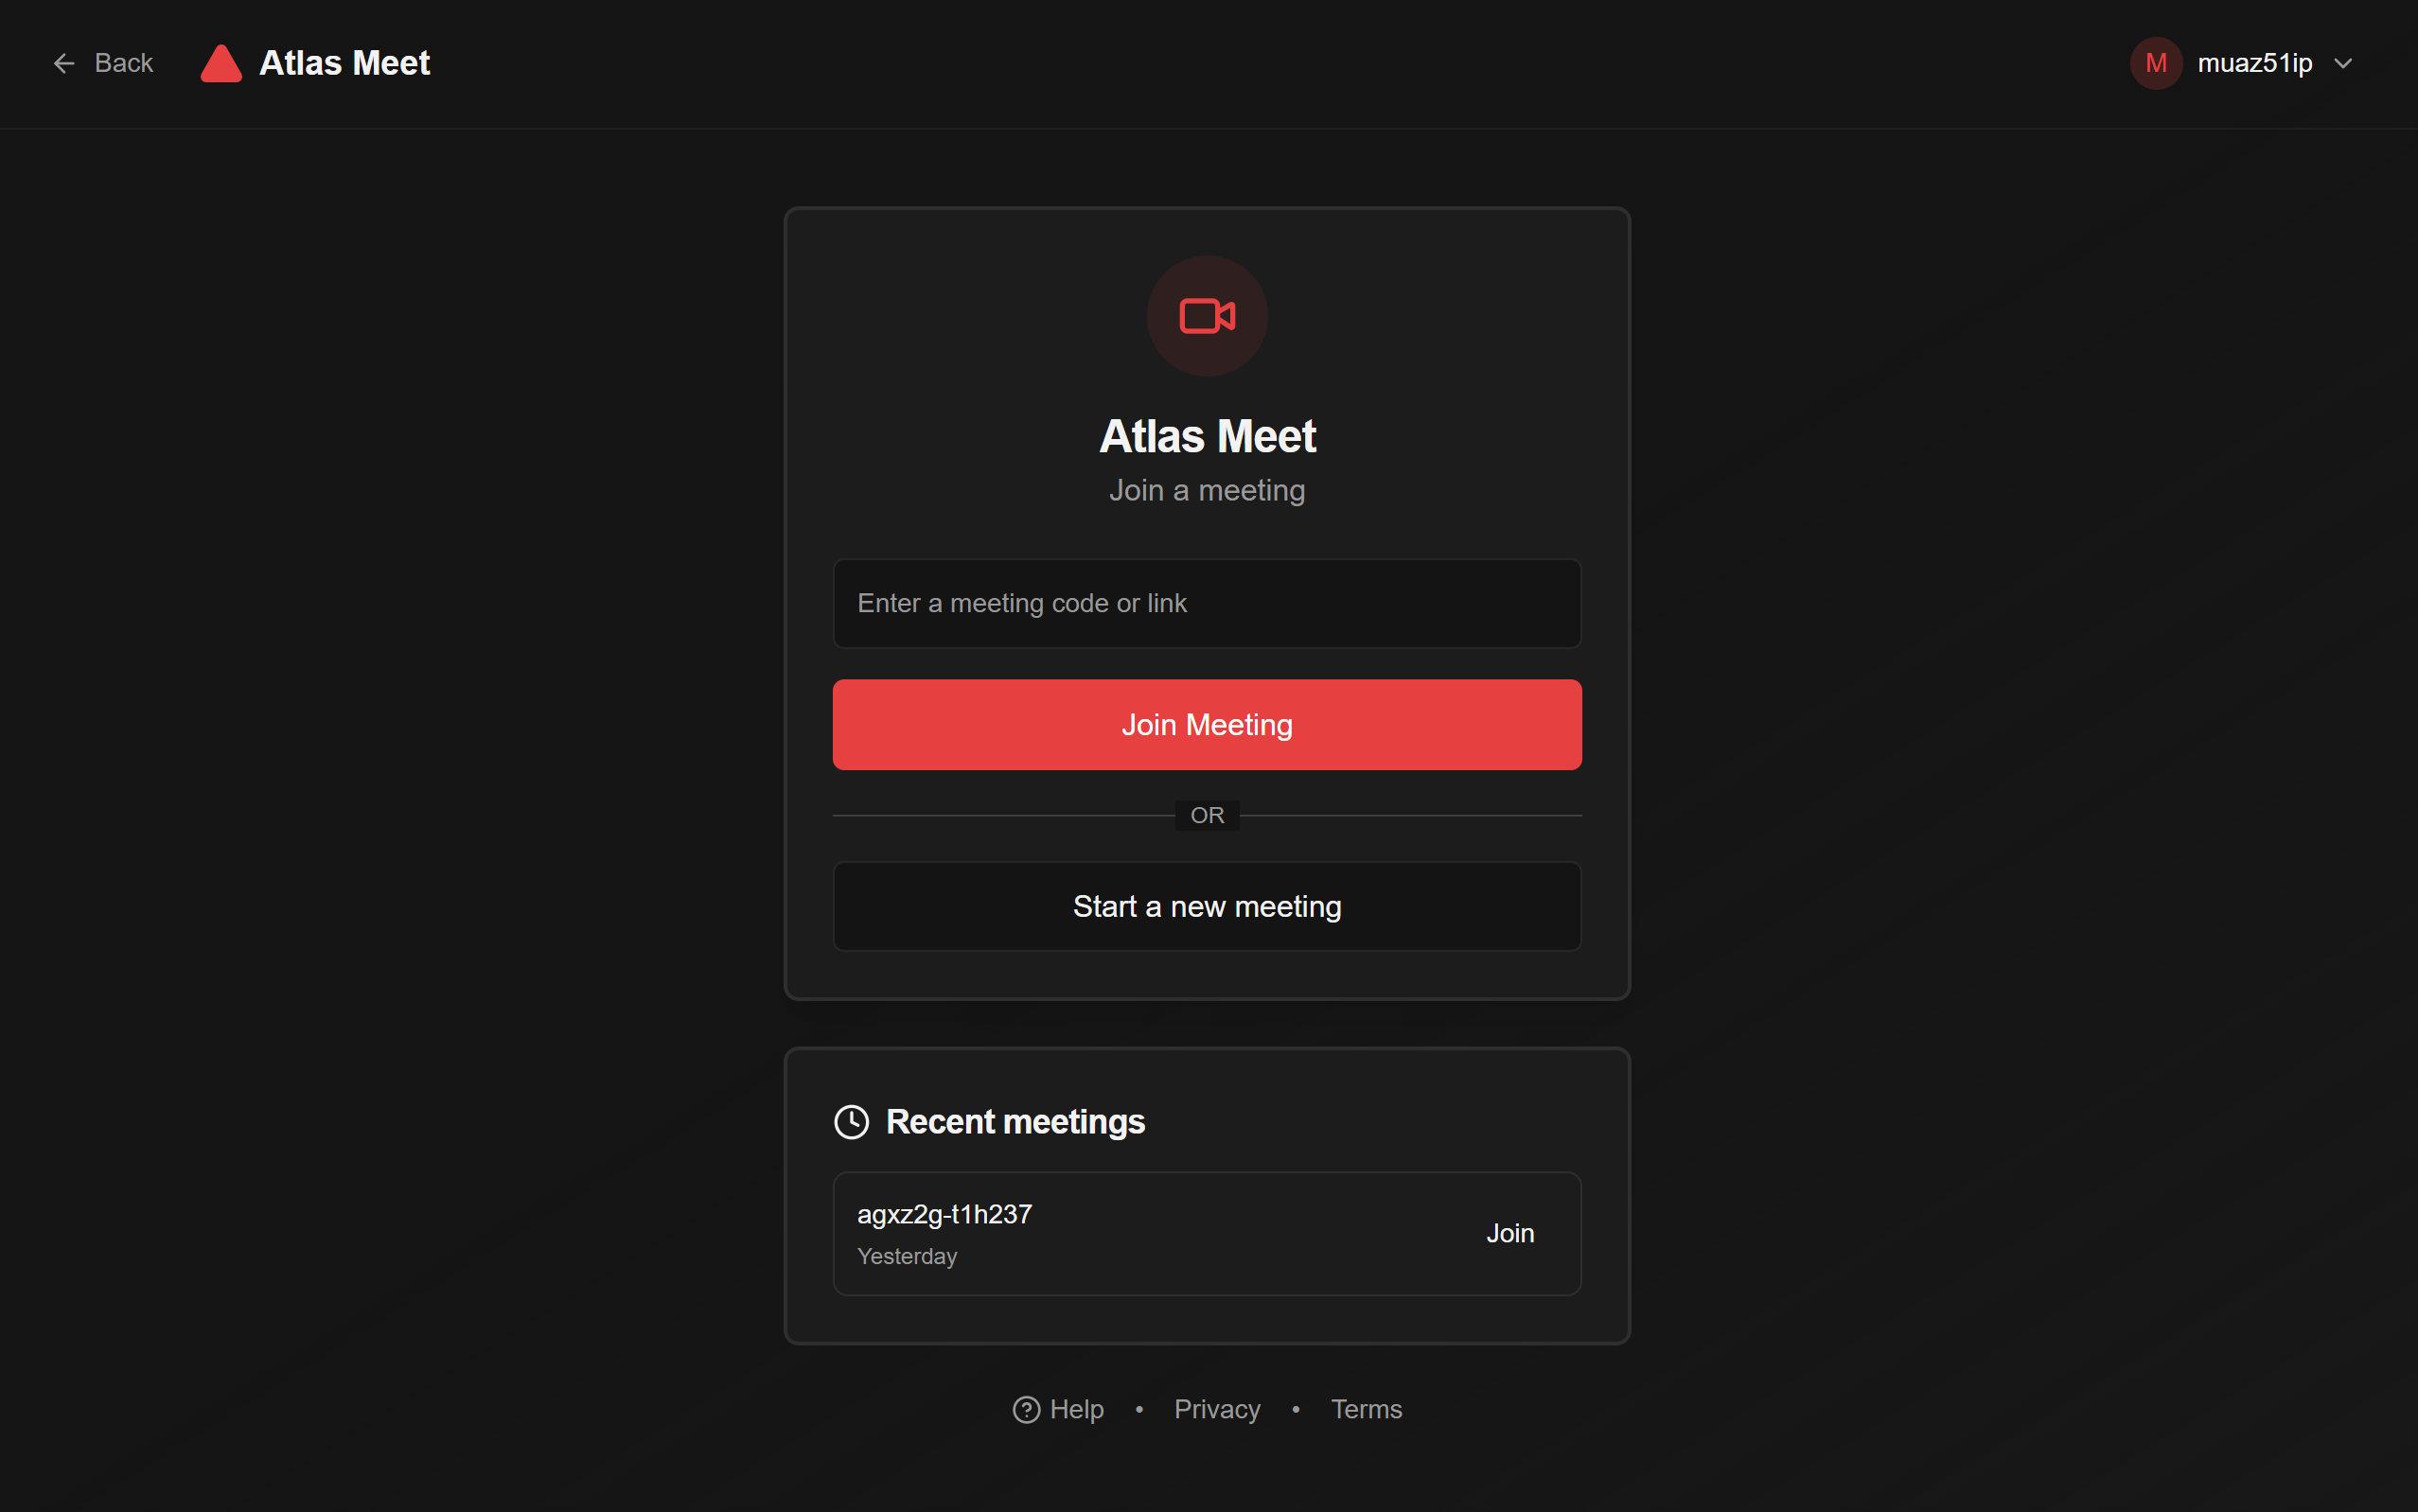 Back
Atlas Meet
M
muaz51ip
Atlas Meet
Join a meeting
Enter a meeting code or link
Join Meeting
OR
Start a new meeting
Recent meetings
agxz2g-t1h237
Yesterday
Join
Help • Privacy • Terms